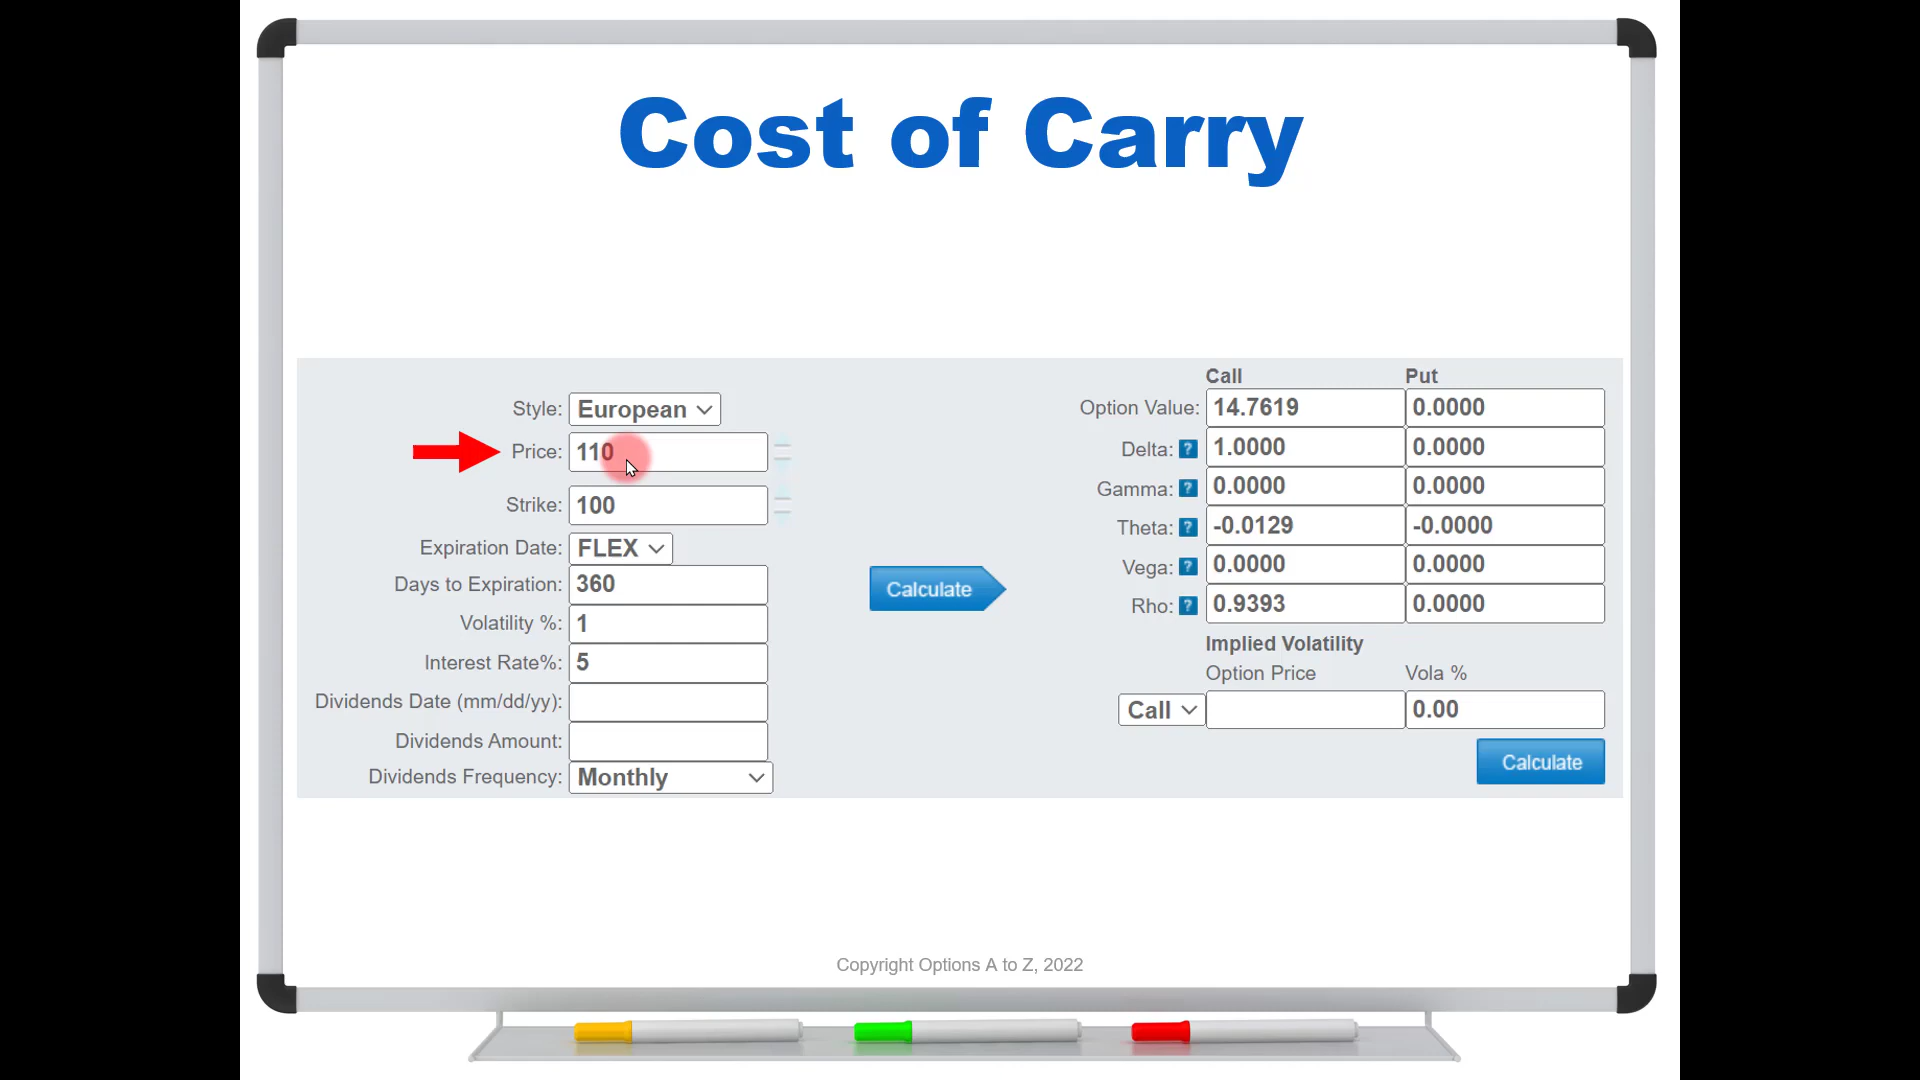 Cost of Carry
Style: European
Price: 110
Strike: 100
Expiration Date: FLEX
Days to Expiration: 360
Volatility %: 1
Interest Rate%: 5
Dividends Date (mm/dd/yy):
Dividends Amount:
Dividends Frequency: Monthly
Calculate
Call Put
Option Value: 14.7619 0.0000
Delta: ? 1.0000 0.0000
Gamma: ? 0.0000 0.0000
Theta: ? -0.0129 -0.0000
Vega: ? 0.0000 0.0000
Rho: ? 0.9393 0.0000
Implied Volatility
Option Price Vola %
Call 0.00
Calculate
Copyright Options A to Z, 2022